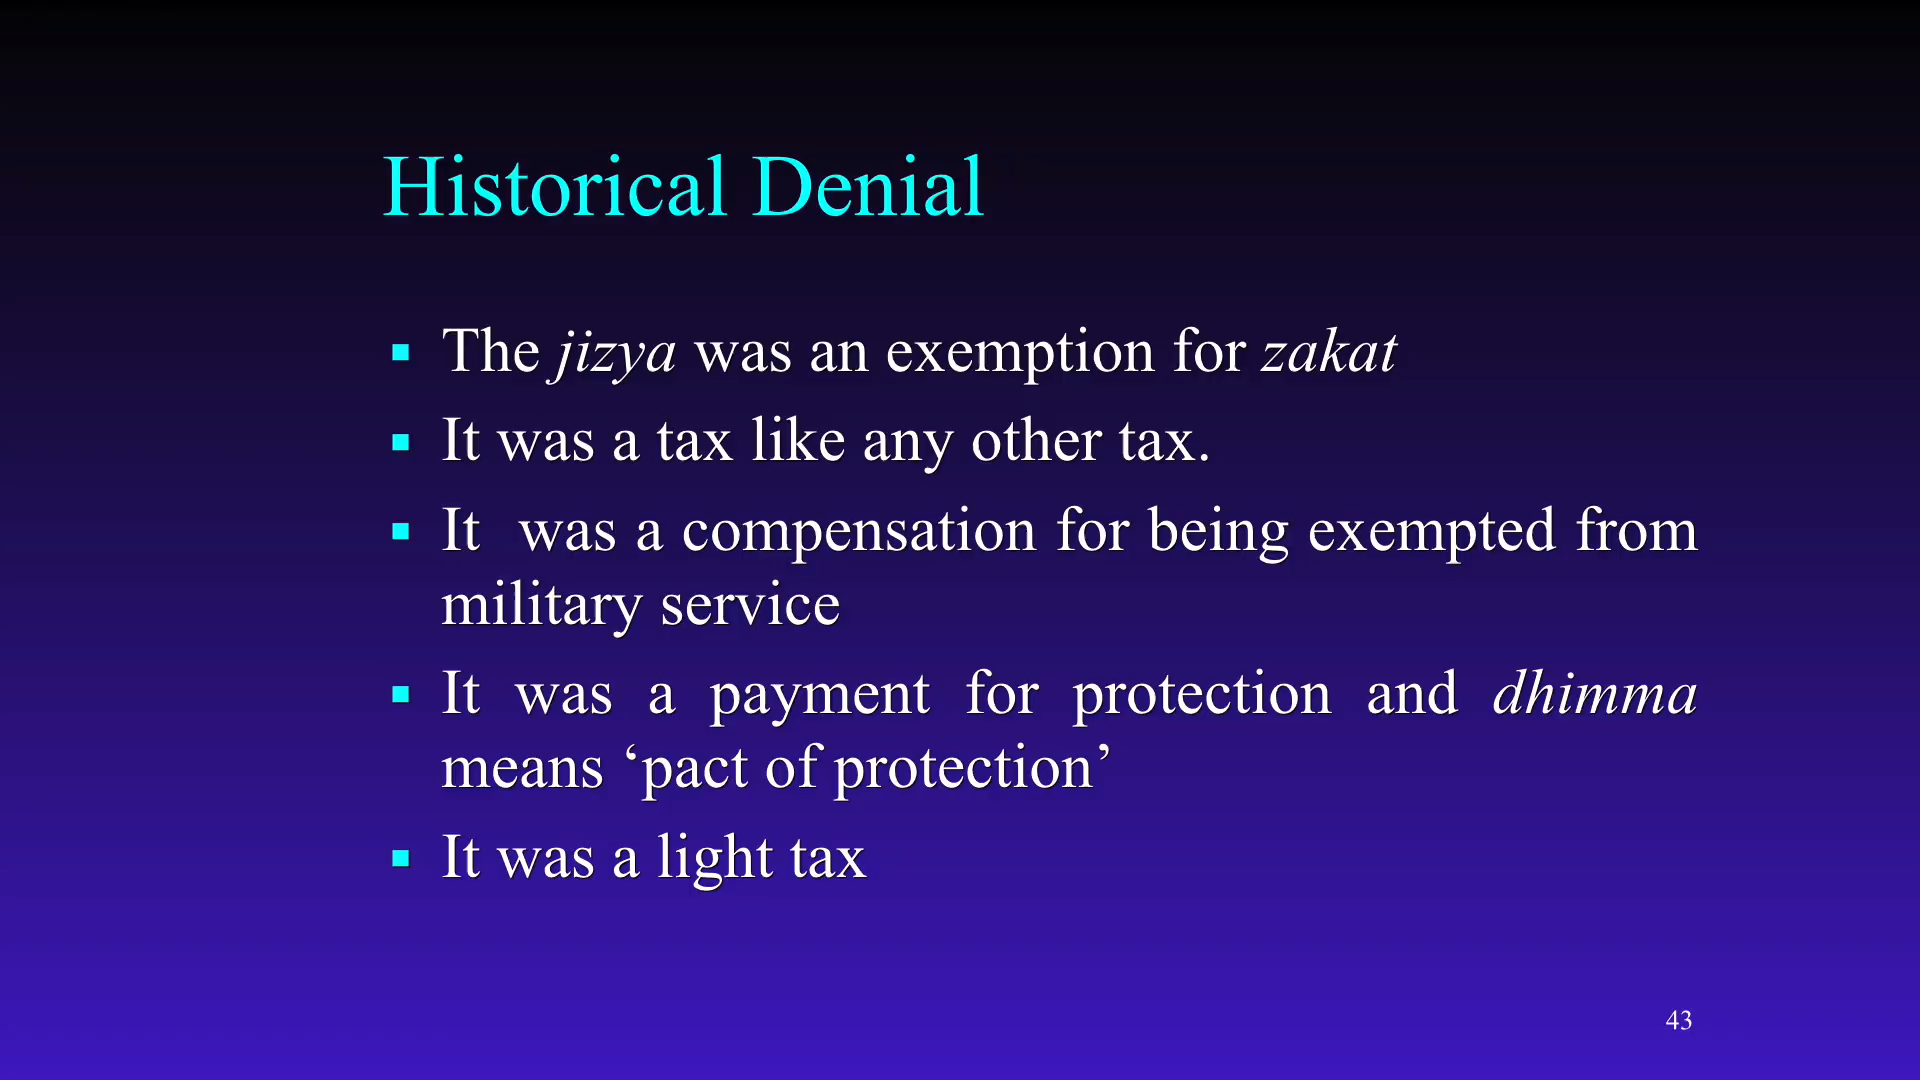 Historical Denial
▪ The jizya was an exemption for zakat
▪ It was a tax like any other tax.
▪ It was a compensation for being exempted from
military service
▪ It was a payment for protection and dhimma
means ‘pact of protection’
▪ It was a light tax
43